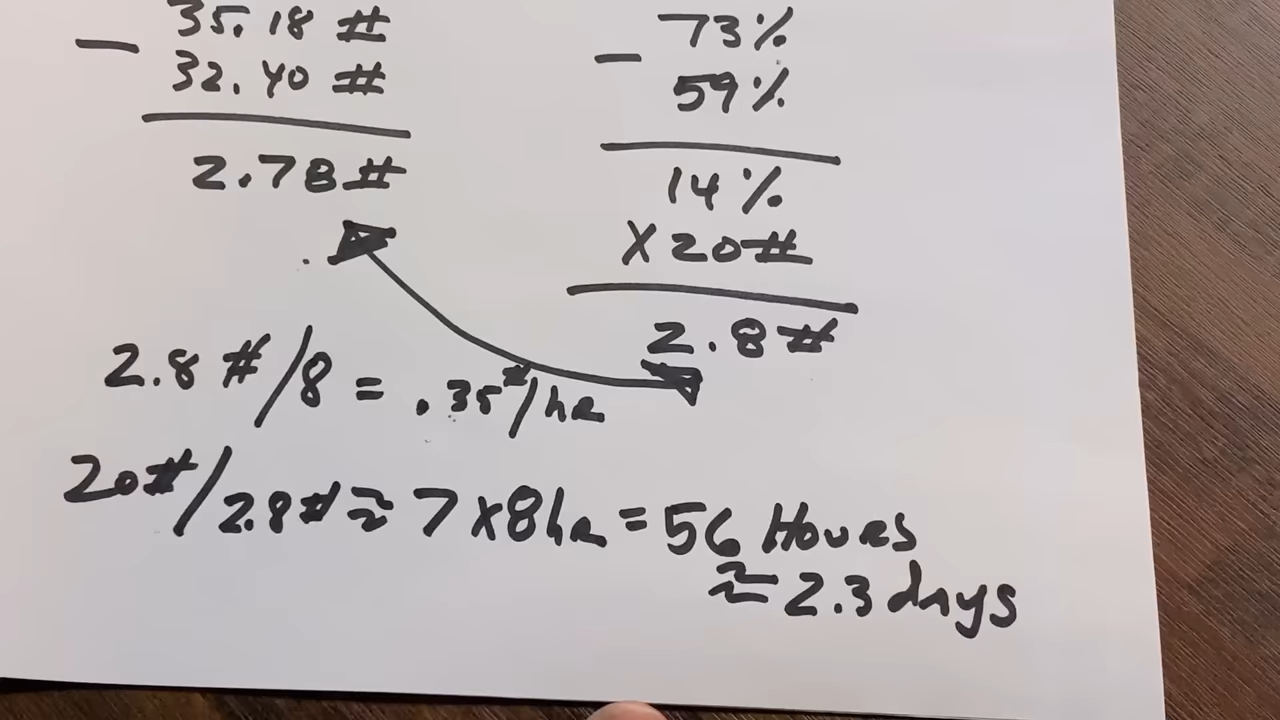 35.18 #
- 32.40 #
2.78 #
73%
- 59%
14%
X 20#
2.8#
2.8 #/8 = .35#/hr
20#/2.8# ≈ 7 x 8hr = 56 Hours
≈ 2.3 days